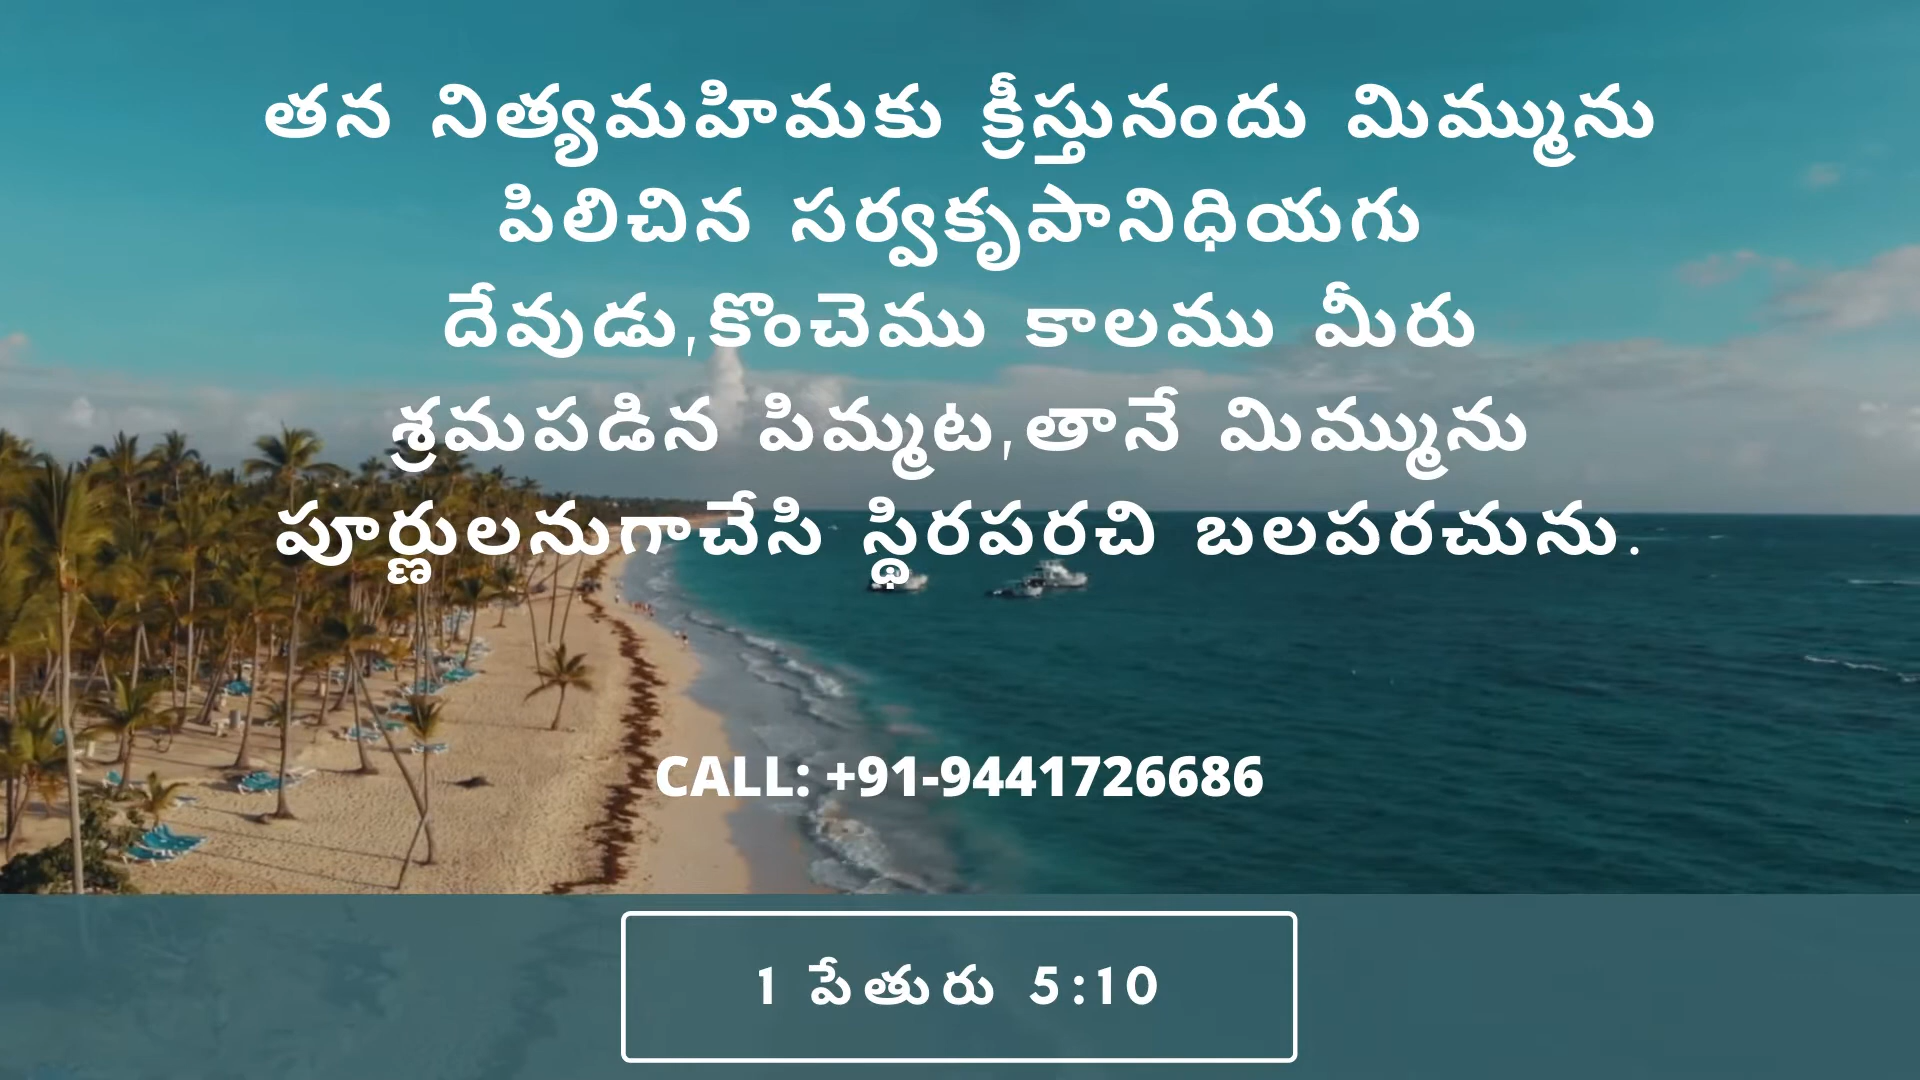 తన నిత్యమహిమకు క్రీస్తునందు మిమ్మును
పిలిచిన సర్వకృపానిధియగు
దేవుడు,కొంచెము కాలము మీరు
శ్రమపడిన పిమ్మట,తానే మిమ్మును
పూర్ణులనుగాచేసి స్థిరపరచి బలపరచును.
CALL: +91-9441726686
1 పేతురు 5:10